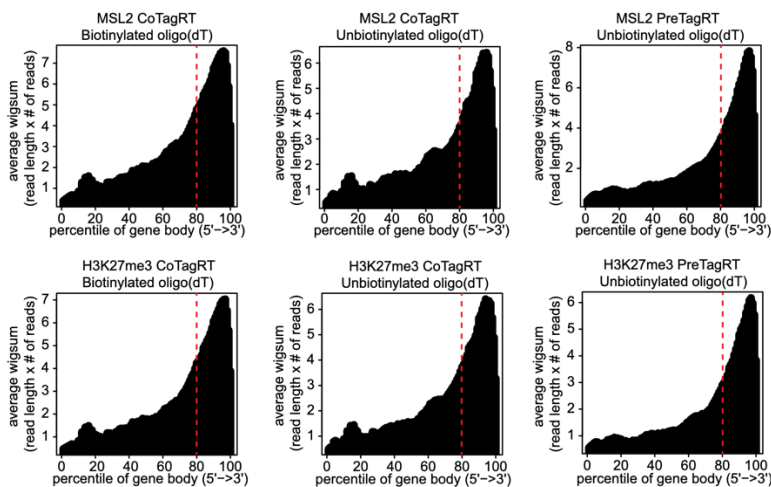 MSL2 CoTagRT
Biotinylated oligo(dT)
average wigsum
(read length x # of reads)
7
6
5
4
3
2
1
0 20 40 60 80 100
percentile of gene body (5'->3')
MSL2 CoTagRT
Unbiotinylated oligo(dT)
average wigsum
(read length x # of reads)
6
5
4
3
2
1
0 20 40 60 80 100
percentile of gene body (5'->3')
MSL2 PreTagRT
Unbiotinylated oligo(dT)
average wigsum
(read length x # of reads)
8
6
4
2
0 20 40 60 80 100
percentile of gene body (5'->3')
H3K27me3 CoTagRT
Biotinylated oligo(dT)
average wigsum
(read length x # of reads)
7
6
5
4
3
2
1
0 20 40 60 80 100
percentile of gene body (5'->3')
H3K27me3 CoTagRT
Unbiotinylated oligo(dT)
average wigsum
(read length x # of reads)
6
5
4
3
2
1
0 20 40 60 80 100
percentile of gene body (5'->3')
H3K27me3 PreTagRT
Unbiotinylated oligo(dT)
average wigsum
(read length x # of reads)
6
5
4
3
2
1
0 20 40 60 80 100
percentile of gene body (5'->3')